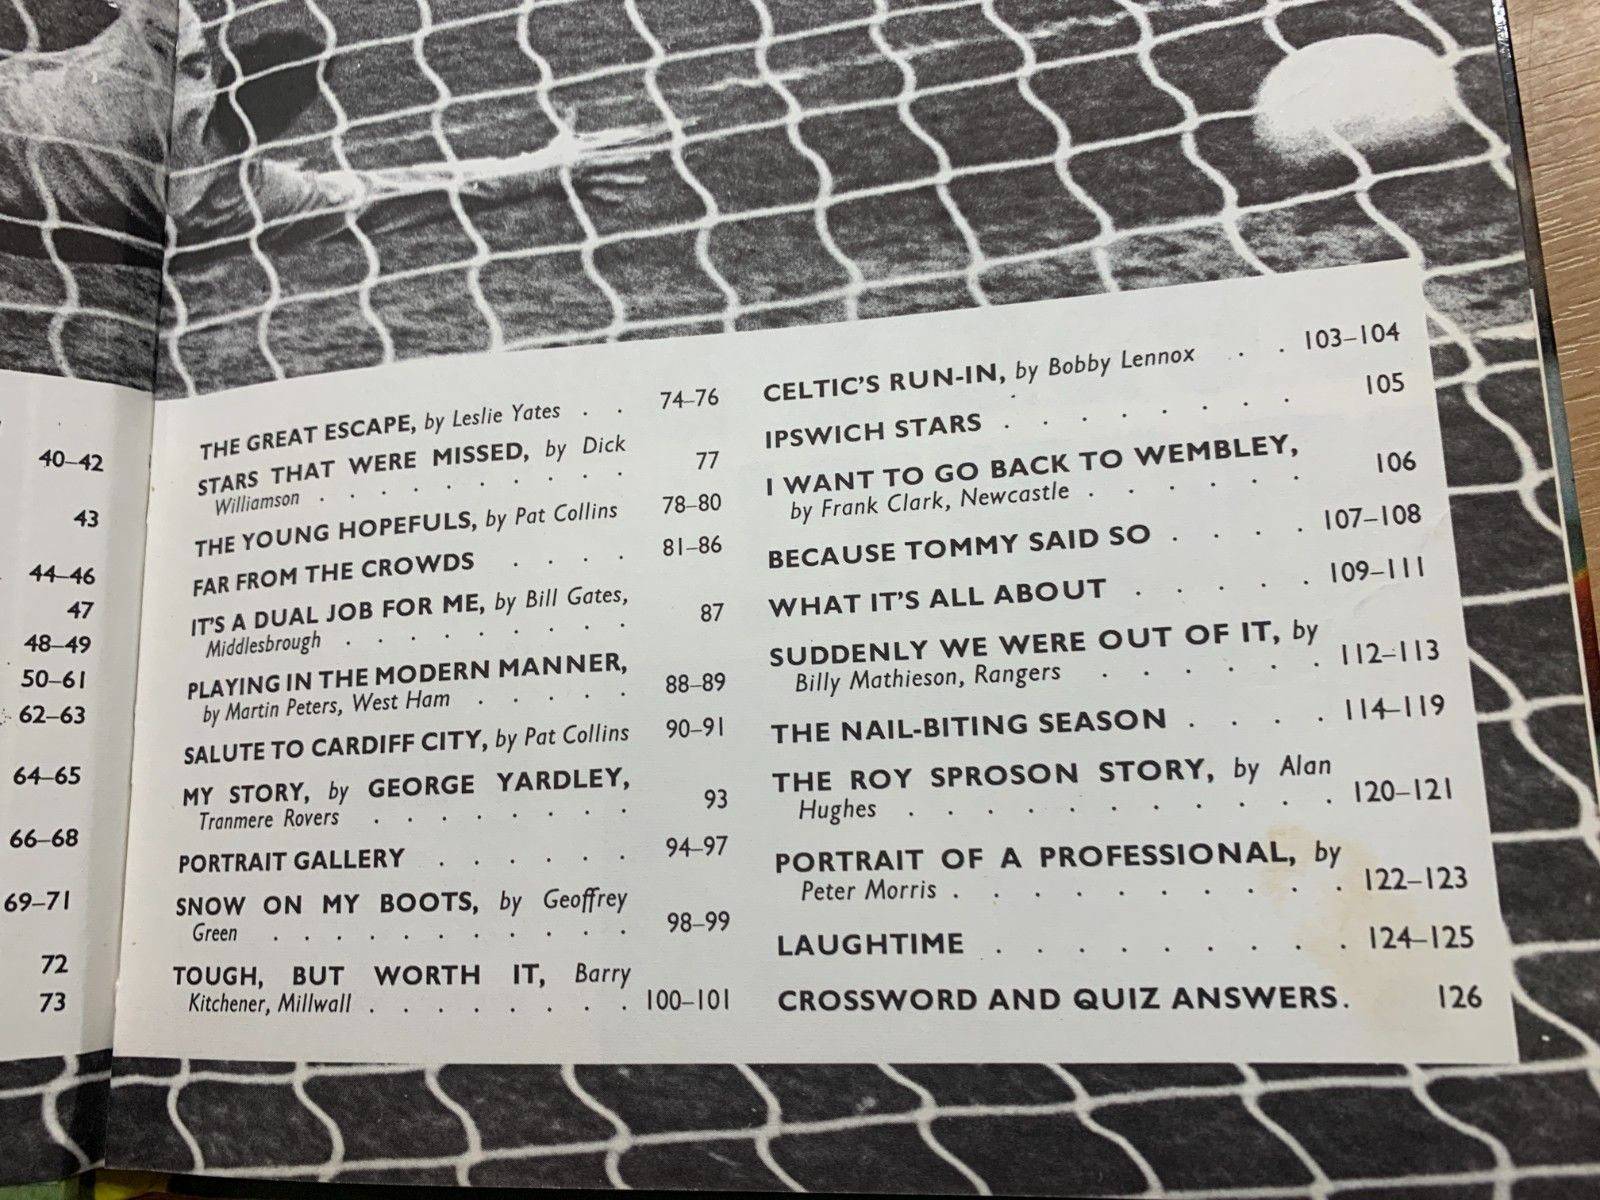 40–42
43
44–46
47
48–49
50–61
62–63
64–65
66–68
69–71
72
73
THE GREAT ESCAPE, by Leslie Yates . . 74–76
STARS THAT WERE MISSED, by Dick
Williamson . . . . . . . . . 77
THE YOUNG HOPEFULS, by Pat Collins 78–80
FAR FROM THE CROWDS . . . . 81–86
IT'S A DUAL JOB FOR ME, by Bill Gates,
Middlesbrough . . . . . . . . . 87
PLAYING IN THE MODERN MANNER,
by Martin Peters, West Ham . . . . . 88–89
SALUTE TO CARDIFF CITY, by Pat Collins 90–91
MY STORY, by GEORGE YARDLEY,
Tranmere Rovers . . . . . . . . 93
PORTRAIT GALLERY . . . . . . 94–97
SNOW ON MY BOOTS, by Geoffrey
Green . . . . . . . . . . . 98–99
TOUGH, BUT WORTH IT, Barry
Kitchener, Millwall . . . . . . . . 100–101
CELTIC'S RUN-IN, by Bobby Lennox . . 103–104
IPSWICH STARS . . . . . . . . 105
I WANT TO GO BACK TO WEMBLEY,
by Frank Clark, Newcastle . . . . . . 106
BECAUSE TOMMY SAID SO . . . . 107–108
WHAT IT'S ALL ABOUT . . . . . 109–111
SUDDENLY WE WERE OUT OF IT, by
Billy Mathieson, Rangers . . . . . . 112–113
THE NAIL-BITING SEASON . . . . 114–119
THE ROY SPROSON STORY, by Alan
Hughes . . . . . . . . . . . 120–121
PORTRAIT OF A PROFESSIONAL, by
Peter Morris . . . . . . . . . . 122–123
LAUGHTIME . . . . . . . . . 124–125
CROSSWORD AND QUIZ ANSWERS. 126